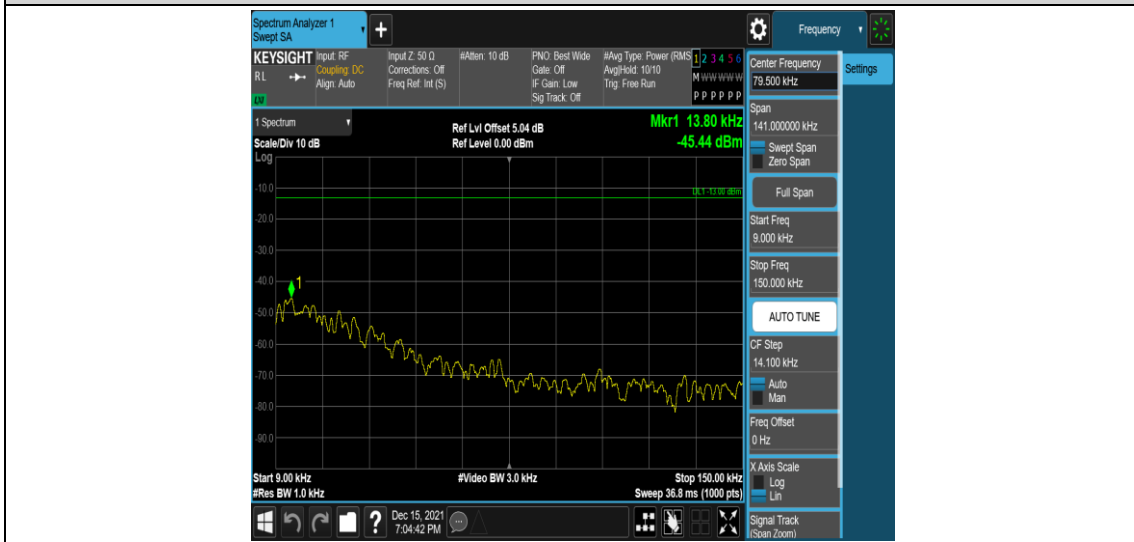 Spectrum Analyzer 1
Swept SA
+
Frequency
KEYSIGHT
RL
Input: RF
Coupling: DC
Align: Auto
Input Z: 50 Ω
Corrections: Off
Freq Ref: Int (S)
#Atten: 10 dB
PNO: Best Wide
Gate: Off
IF Gain: Low
Sig Track: Off
#Avg Type: Power (RMS
Avg|Hold: 10/10
Trig: Free Run
1 2 3 4 5 6
M W W W W W
P P P P P P
1 Spectrum
Scale/Div 10 dB
Log
Ref Lvl Offset 5.04 dB
Ref Level 0.00 dBm
Mkr1 13.80 kHz
-45.44 dBm
DL1 -13.00 dBm
-10.0
-20.0
-30.0
-40.0
-50.0
-60.0
-70.0
-80.0
-90.0
1
Start 9.00 kHz
#Res BW 1.0 kHz
#Video BW 3.0 kHz
Stop 150.00 kHz
Sweep 36.8 ms (1000 pts)
?
Dec 15, 2021
7:04:42 PM
Center Frequency
79.500 kHz
Settings
Span
141.000000 kHz
Swept Span
Zero Span
Full Span
Start Freq
9.000 kHz
Stop Freq
150.000 kHz
AUTO TUNE
CF Step
14.100 kHz
Auto
Man
Freq Offset
0 Hz
X Axis Scale
Log
Lin
Signal Track
(Span Zoom)